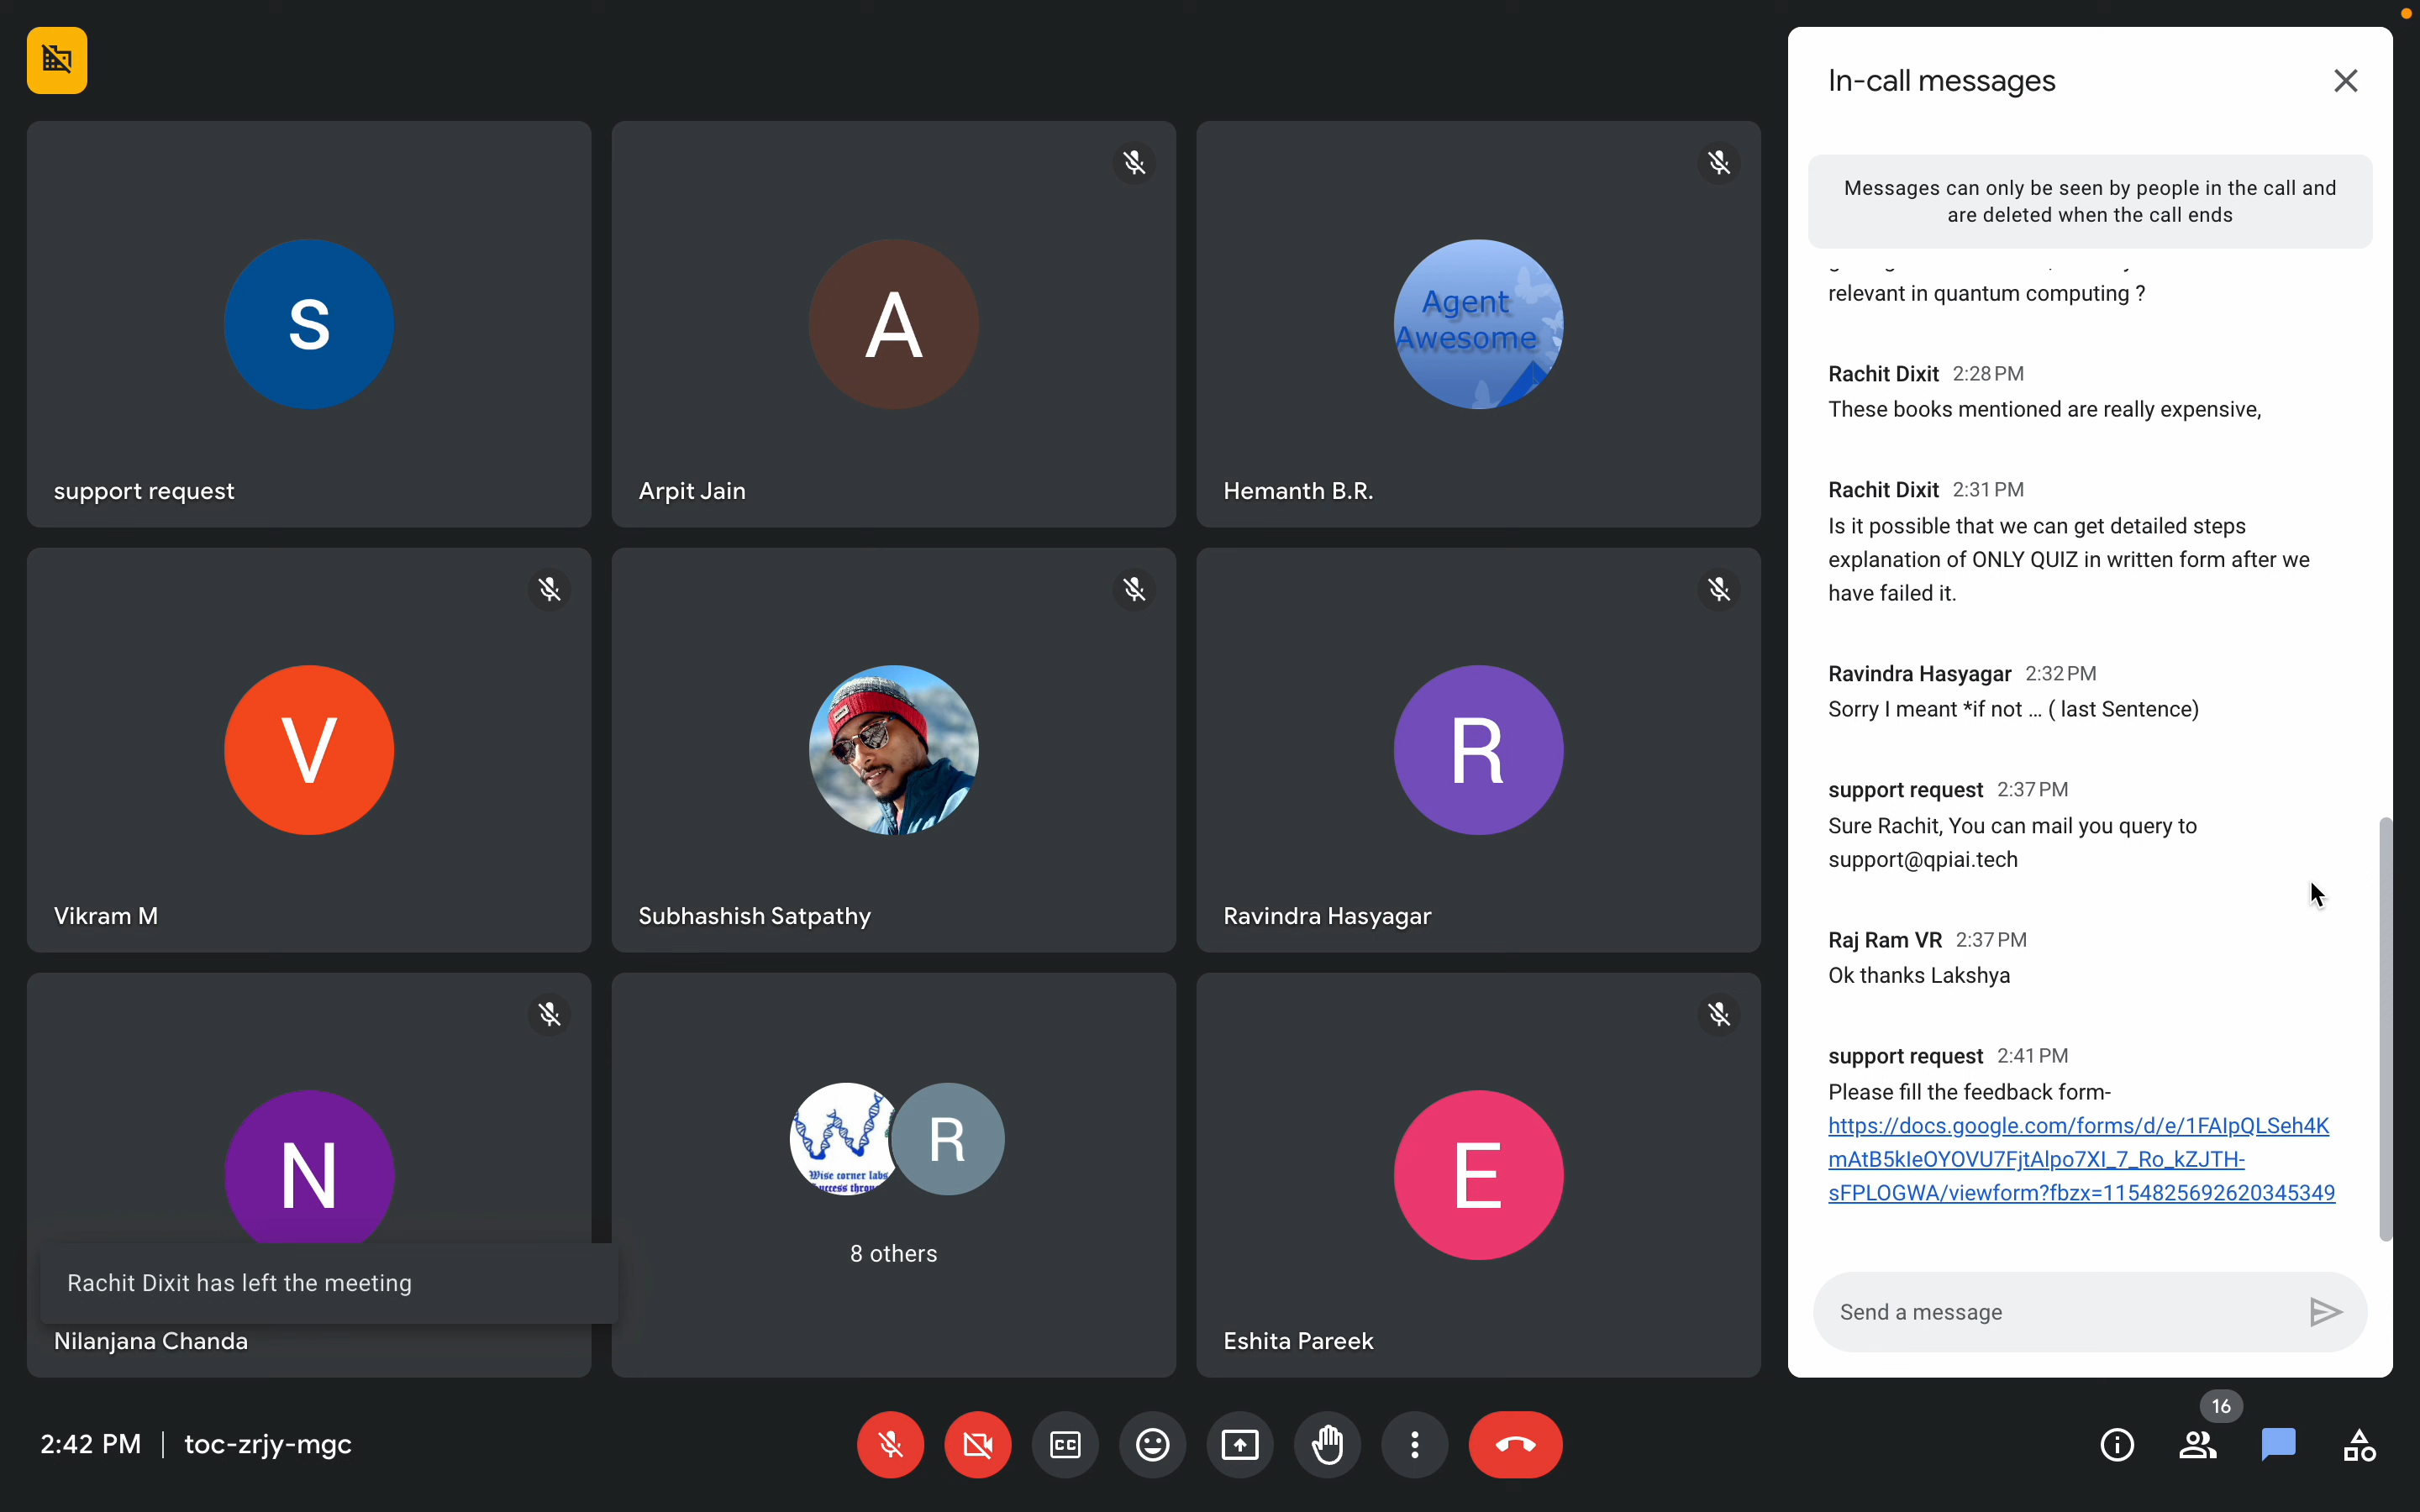 S
support request
A
Arpit Jain
Agent
Awesome
Hemanth B.R.
V
Vikram M
Subhashish Satpathy
R
Ravindra Hasyagar
N
Rachit Dixit has left the meeting
Nilanjana Chanda
Wise corner labs
R
8 others
E
Eshita Pareek
In-call messages
Messages can only be seen by people in the call and
are deleted when the call ends
relevant in quantum computing ?
Rachit Dixit 2:28 PM
These books mentioned are really expensive,
Rachit Dixit 2:31 PM
Is it possible that we can get detailed steps
explanation of ONLY QUIZ in written form after we
have failed it.
Ravindra Hasyagar 2:32 PM
Sorry I meant *if not ... ( last Sentence)
support request 2:37 PM
Sure Rachit, You can mail you query to
support@qpiai.tech
Raj Ram VR 2:37 PM
Ok thanks Lakshya
support request 2:41 PM
Please fill the feedback form-
https://docs.google.com/forms/d/e/1FAIpQLSeh4K
mAtB5kIeOYOVU7FjtAlpo7XI_7_Ro_kZJTH-
sFPLOGWA/viewform?fbzx=1154825692620345349
Send a message
2:42 PM | toc-zrjy-mgc
CC
16